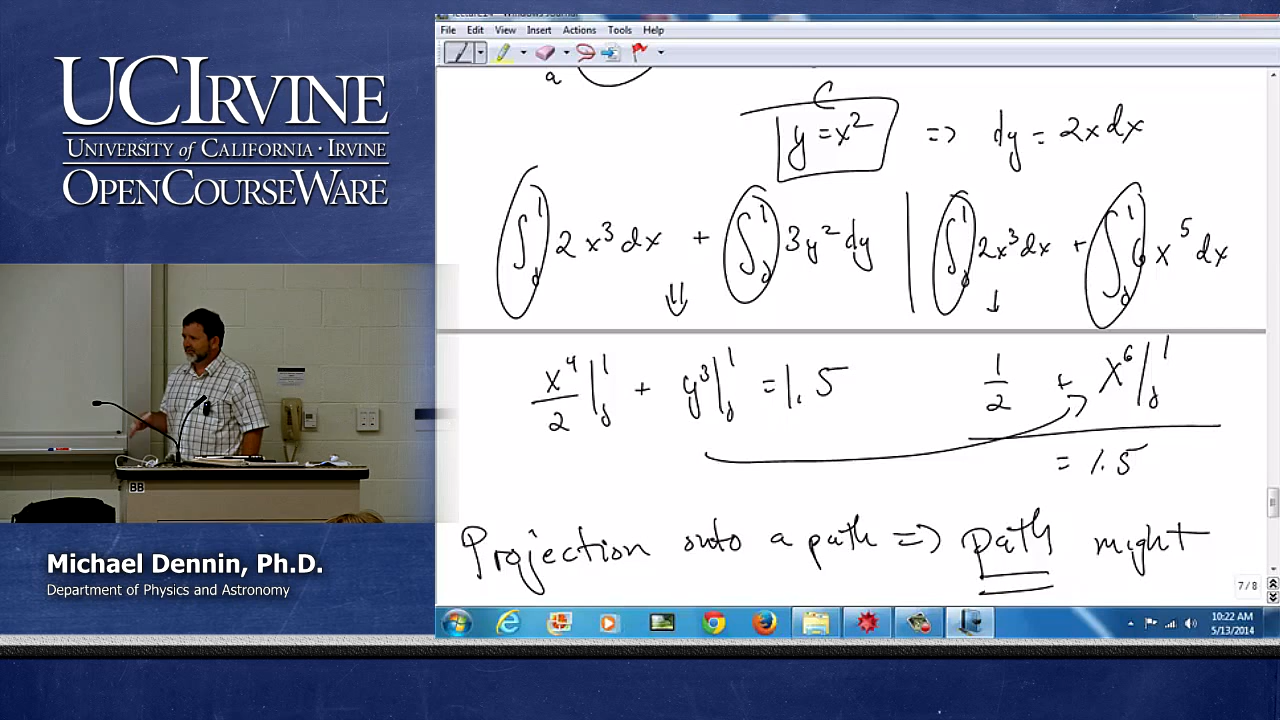 UCIRVINE
UNIVERSITY of CALIFORNIA · IRVINE
OPENCOURSEWARE
BB
Michael Dennin, Ph.D.
Department of Physics and Astronomy
File Edit View Insert Actions Tools Help
a
C
y = x² => dy = 2x dx
∫₀¹ 2x³ dx + ∫₀¹ 3y² dy | ∫₀¹ 2x³ dx + ∫₀¹ 6x⁵ dx
⇓ ↓
x⁴/2 |₀¹ + y³ |₀¹ = 1.5 1/2 + x⁶ |₀¹
= 1.5
Projection onto a path => path might
7 / 8
10:22 AM
5/13/2014